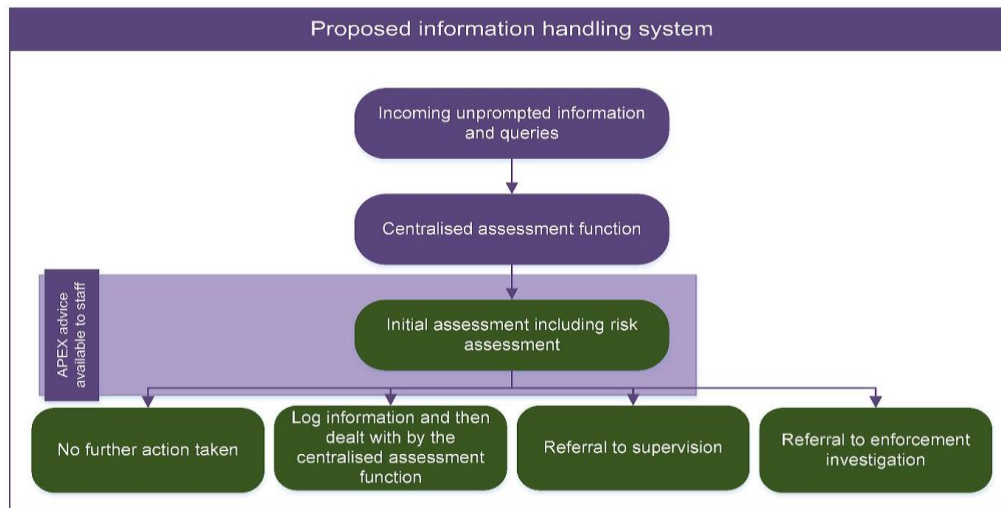 Proposed information handling system
Incoming unprompted information
and queries
Centralised assessment function
APEX advice
available to staff
Initial assessment including risk
assessment
No further action taken
Log information and then
dealt with by the
centralised assessment
function
Referral to supervision
Referral to enforcement
investigation